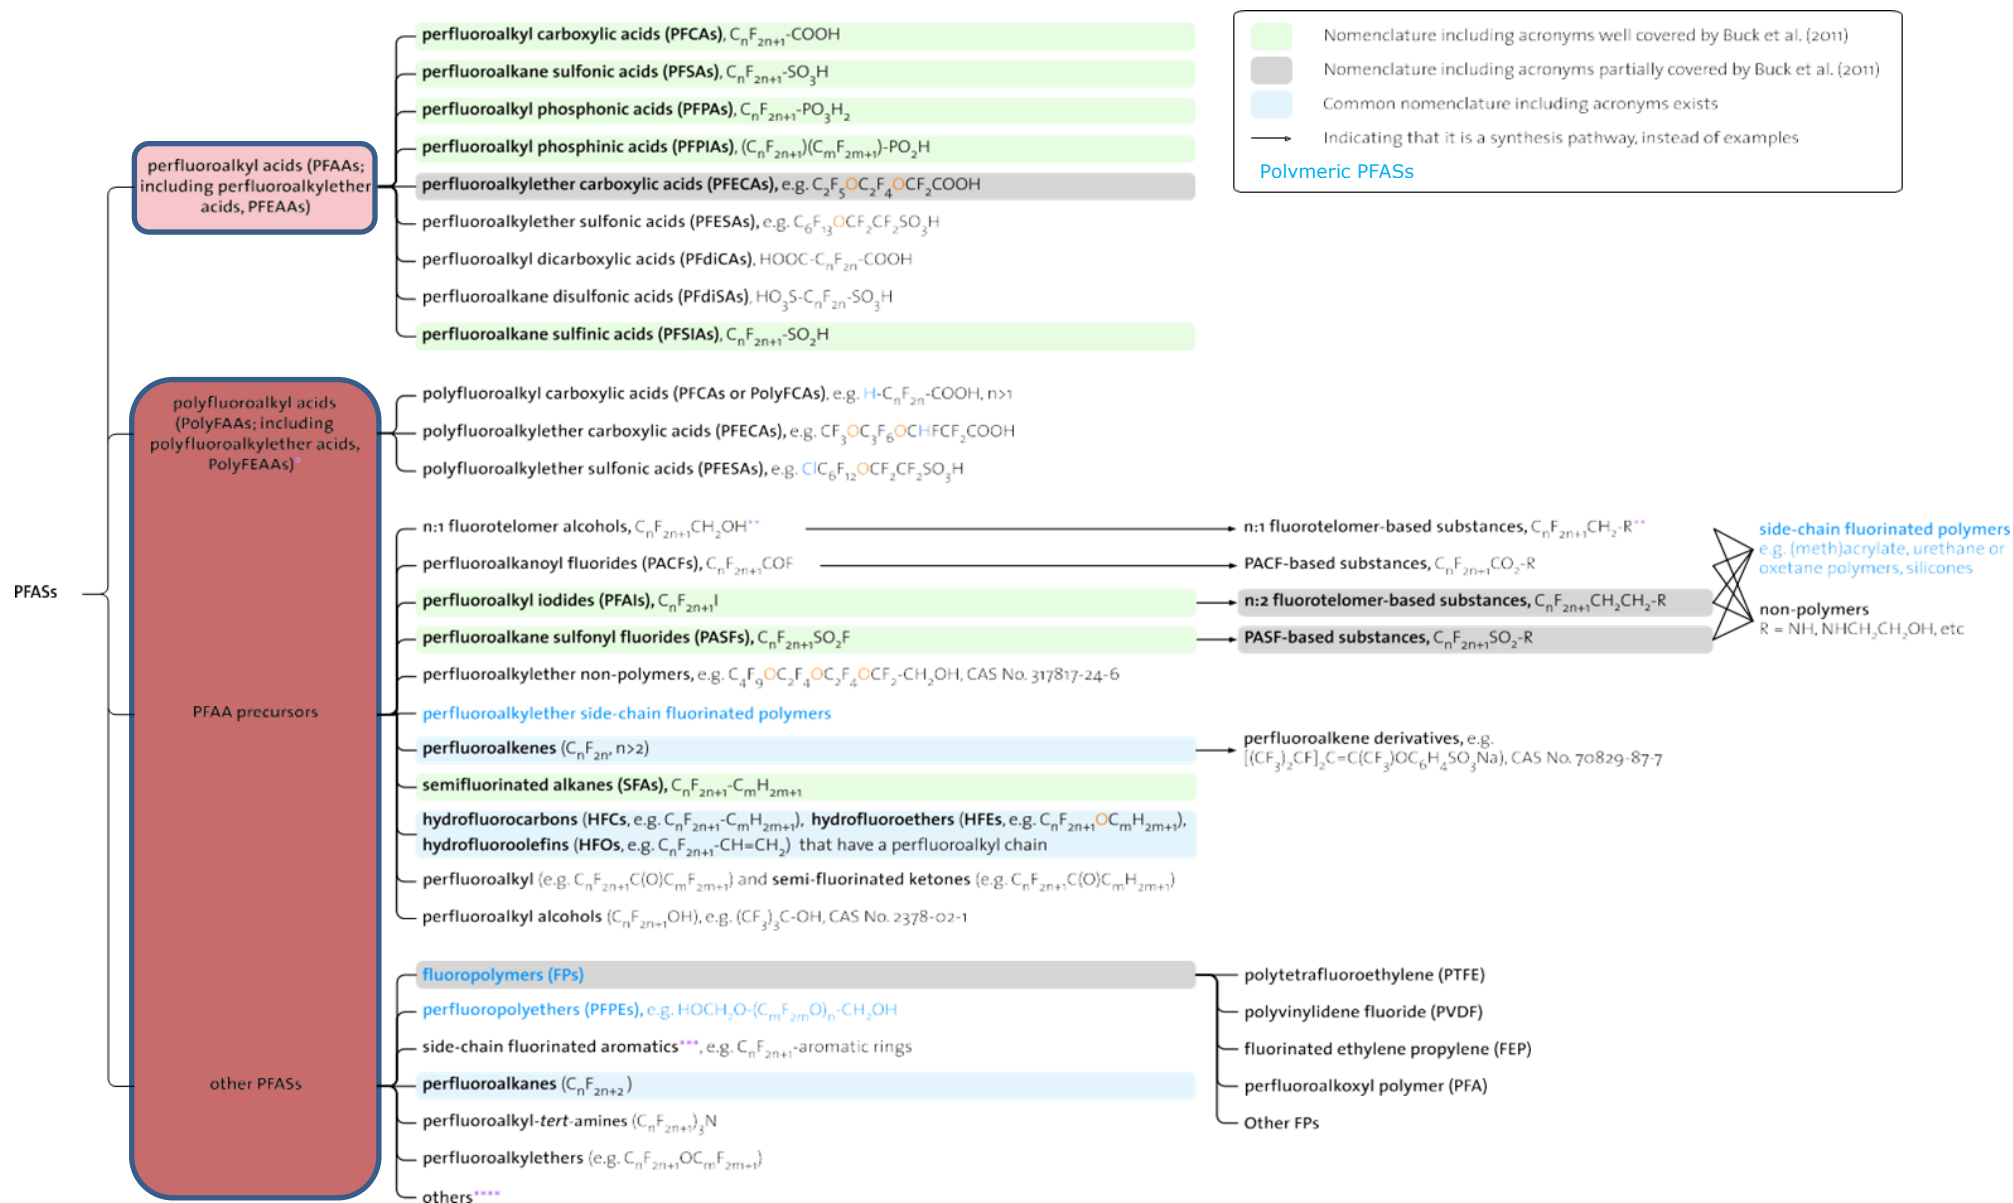 perfluoroalkyl carboxylic acids (PFCAs), CnF2n+1-COOH
perfluoroalkane sulfonic acids (PFSAs), CnF2n+1-SO3H
perfluoroalkyl phosphonic acids (PFPAs), CnF2n+1-PO3H2
perfluoroalkyl phosphinic acids (PFPIAs), (CnF2n+1)(CmF2m+1)-PO2H
perfluoroalkylether carboxylic acids (PFECAs), e.g. C2F5OC2F4OCF2COOH
perfluoroalkylether sulfonic acids (PFESAs), e.g. C6F13OCF2CF2SO3H
perfluoroalkyl dicarboxylic acids (PFdiCAs), HOOC-CnF2n-COOH
perfluoroalkane disulfonic acids (PFdiSAs), HO3S-CnF2n-SO3H
perfluoroalkane sulfinic acids (PFSIAs), CnF2n+1-SO2H
Nomenclature including acronyms well covered by Buck et al. (2011)
Nomenclature including acronyms partially covered by Buck et al. (2011)
Common nomenclature including acronyms exists
Indicating that it is a synthesis pathway, instead of examples
Polymeric PFASs
perfluoroalkyl acids (PFAAs;
including perfluoroalkylether
acids, PFEAAs)
polyfluoroalkyl acids
(PolyFAAs; including
polyfluoroalkylether acids,
PolyFEAAs)*
polyfluoroalkyl carboxylic acids (PFCAs or PolyFCAs), e.g. H-CnF2n-COOH, n>1
polyfluoroalkylether carboxylic acids (PFECAs), e.g. CF3OC3F6OCHFCF2COOH
polyfluoroalkylether sulfonic acids (PFESAs), e.g. ClC6F12OCF2CF2SO3H
PFASs
PFAA precursors
n:1 fluorotelomer alcohols, CnF2n+1CH2OH**
n:1 fluorotelomer-based substances, CnF2n+1CH2-R**
perfluoroalkanoyl fluorides (PACFs), CnF2n+1COF
PACF-based substances, CnF2n+1CO2-R
perfluoroalkyl iodides (PFAIs), CnF2n+1I
n:2 fluorotelomer-based substances, CnF2n+1CH2CH2-R
perfluoroalkane sulfonyl fluorides (PASFs), CnF2n+1SO2F
PASF-based substances, CnF2n+1SO2-R
side-chain fluorinated polymers
e.g. (meth)acrylate, urethane or
oxetane polymers, silicones
non-polymers
R = NH, NHCH2CH2OH, etc
perfluoroalkylether non-polymers, e.g. C4F9OC2F4OC2F4OCF2-CH2OH, CAS No. 317817-24-6
perfluoroalkylether side-chain fluorinated polymers
perfluoroalkenes (CnF2n, n>2)
perfluoroalkene derivatives, e.g.
[(CF3)2CF]2C=C(CF3)OC6H4SO3Na), CAS No. 70829-87-7
semifluorinated alkanes (SFAs), CnF2n+1-CmH2m+1
hydrofluorocarbons (HFCs, e.g. CnF2n+1-CmH2m+1), hydrofluoroethers (HFEs, e.g. CnF2n+1OCmH2m+1),
hydrofluoroolefins (HFOs, e.g. CnF2n+1-CH=CH2) that have a perfluoroalkyl chain
perfluoroalkyl (e.g. CnF2n+1C(O)CmF2m+1) and semi-fluorinated ketones (e.g. CnF2n+1C(O)CmH2m+1)
perfluoroalkyl alcohols (CnF2n+1OH), e.g. (CF3)3C-OH, CAS No. 2378-02-1
other PFASs
fluoropolymers (FPs)
perfluoropolyethers (PFPEs), e.g. HOCH2O-(CmF2mO)n-CH2OH
side-chain fluorinated aromatics***, e.g. CnF2n+1-aromatic rings
perfluoroalkanes (CnF2n+2)
perfluoroalkyl-tert-amines (CnF2n+1)3N
perfluoroalkylethers (e.g. CnF2n+1OCmF2m+1)
others****
polytetrafluoroethylene (PTFE)
polyvinylidene fluoride (PVDF)
fluorinated ethylene propylene (FEP)
perfluoroalkoxyl polymer (PFA)
Other FPs